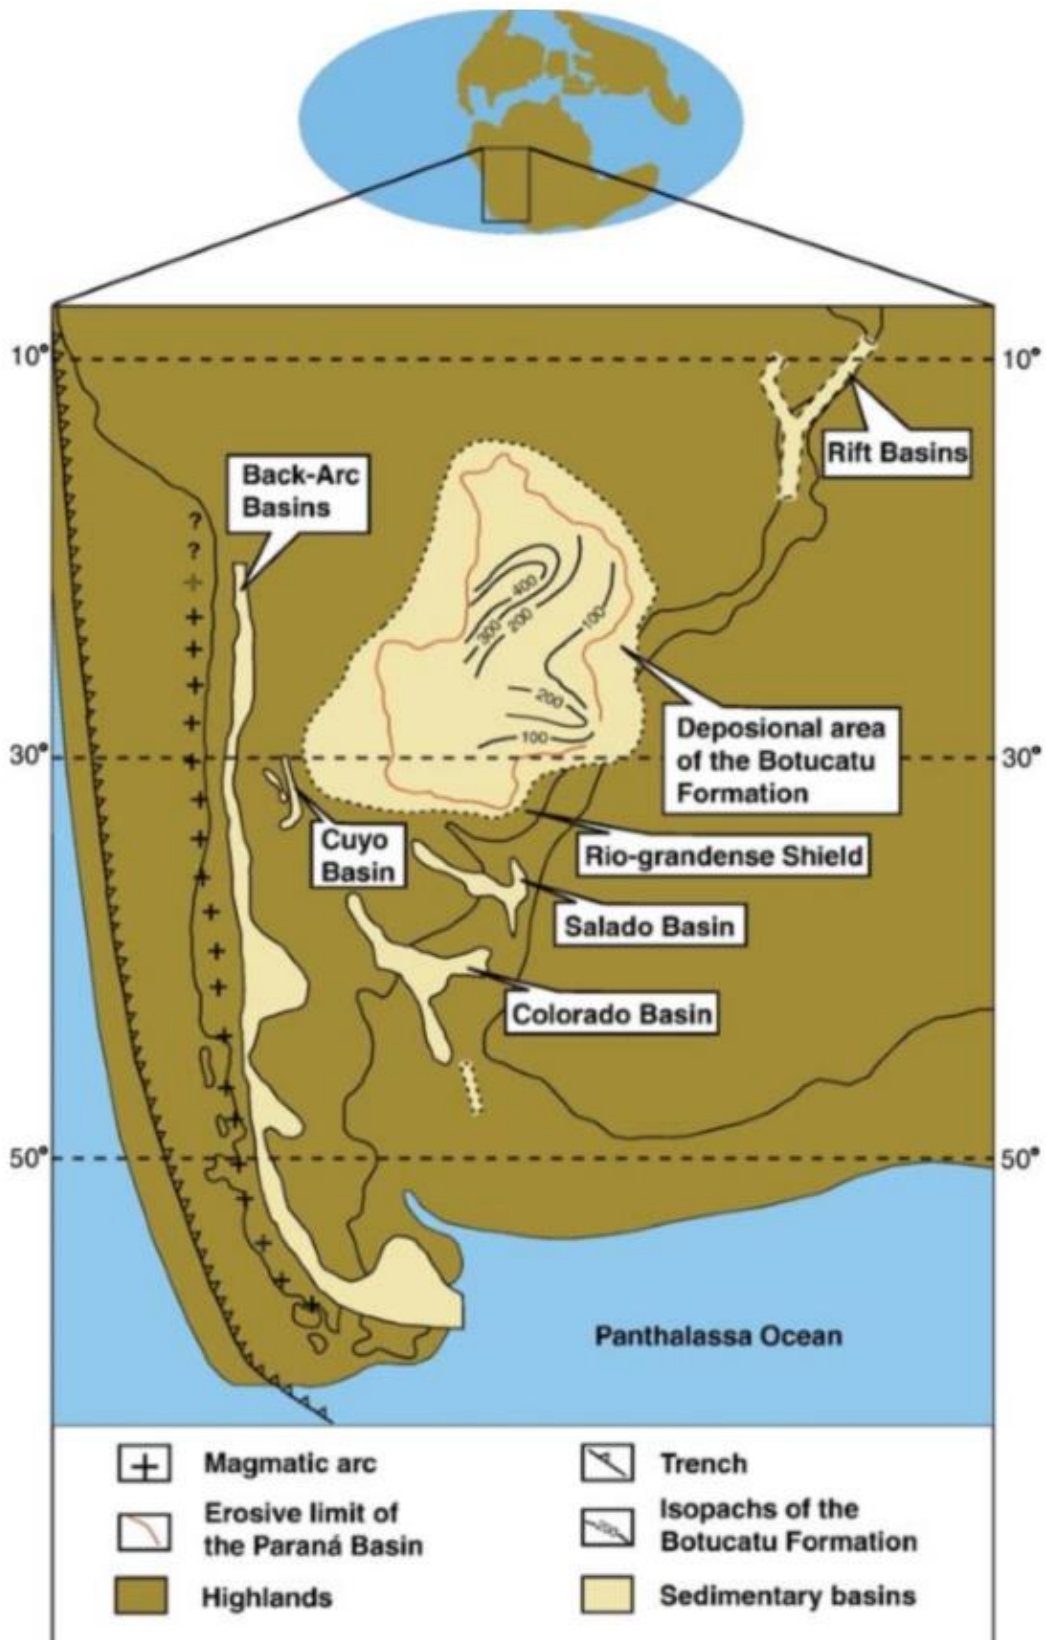 10°
10°
Rift Basins
Back-Arc
Basins
?
?
400
300
200
100
200
100
Deposional area
of the Botucatu
Formation
30°
30°
Cuyo
Basin
Rio-grandense Shield
Salado Basin
Colorado Basin
50°
50°
Panthalassa Ocean
Magmatic arc
Trench
Erosive limit of
the Paraná Basin
200
Isopachs of the
Botucatu Formation
Highlands
Sedimentary basins